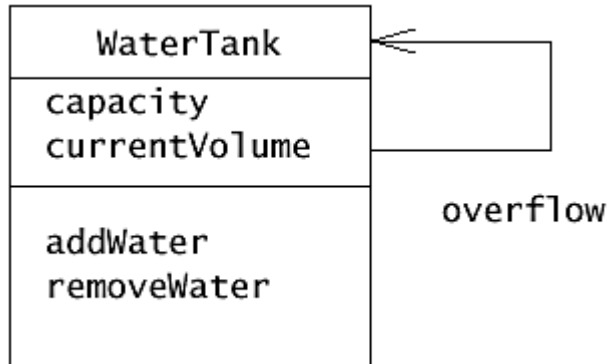 WaterTank
capacity
currentVolume
overflow
addWater
removeWater